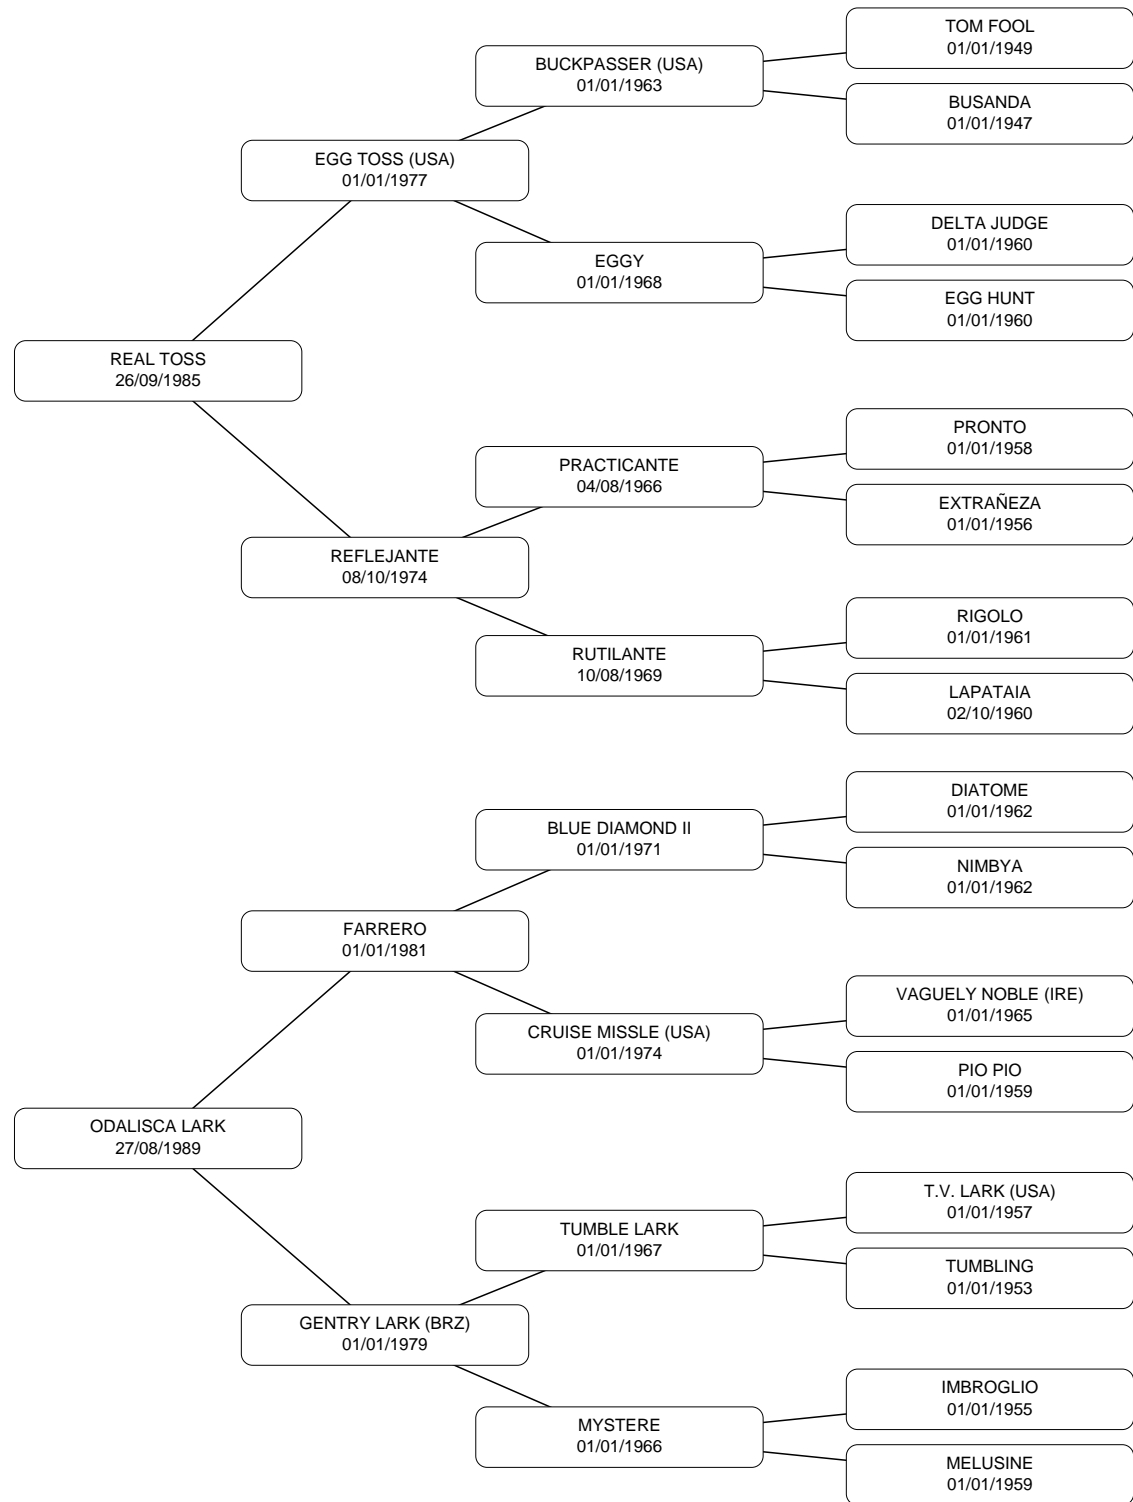 TOM FOOL
01/01/1949
BUCKPASSER (USA)
01/01/1963
BUSANDA
01/01/1947
EGG TOSS (USA)
01/01/1977
DELTA JUDGE
01/01/1960
EGGY
01/01/1968
EGG HUNT
01/01/1960
REAL TOSS
26/09/1985
PRONTO
01/01/1958
PRACTICANTE
04/08/1966
EXTRAÑEZA
01/01/1956
REFLEJANTE
08/10/1974
RIGOLO
01/01/1961
RUTILANTE
10/08/1969
LAPATAIA
02/10/1960
DIATOME
01/01/1962
BLUE DIAMOND II
01/01/1971
NIMBYA
01/01/1962
FARRERO
01/01/1981
VAGUELY NOBLE (IRE)
01/01/1965
CRUISE MISSLE (USA)
01/01/1974
PIO PIO
01/01/1959
ODALISCA LARK
27/08/1989
T.V. LARK (USA)
01/01/1957
TUMBLE LARK
01/01/1967
TUMBLING
01/01/1953
GENTRY LARK (BRZ)
01/01/1979
IMBROGLIO
01/01/1955
MYSTERE
01/01/1966
MELUSINE
01/01/1959